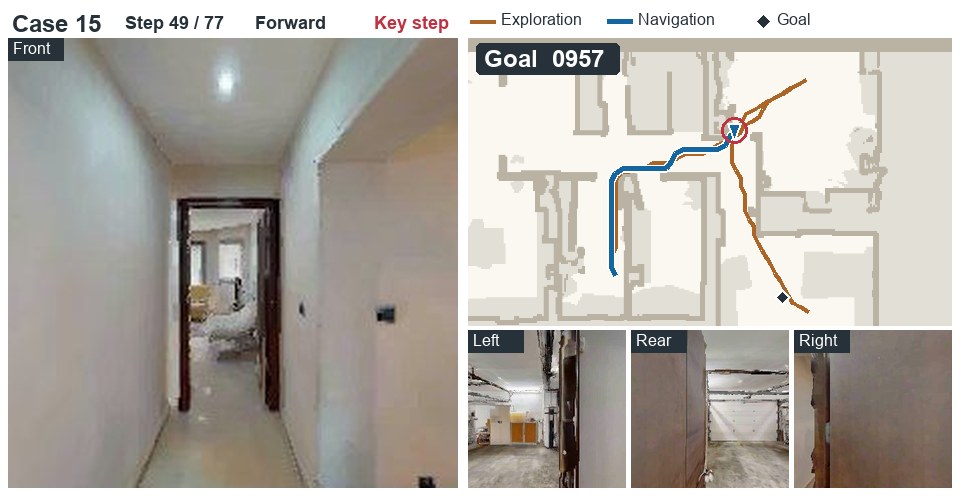 Case 15 Step 49 / 77 Forward Key step
Exploration Navigation Goal
Front
Goal 0957
Left
Rear
Right